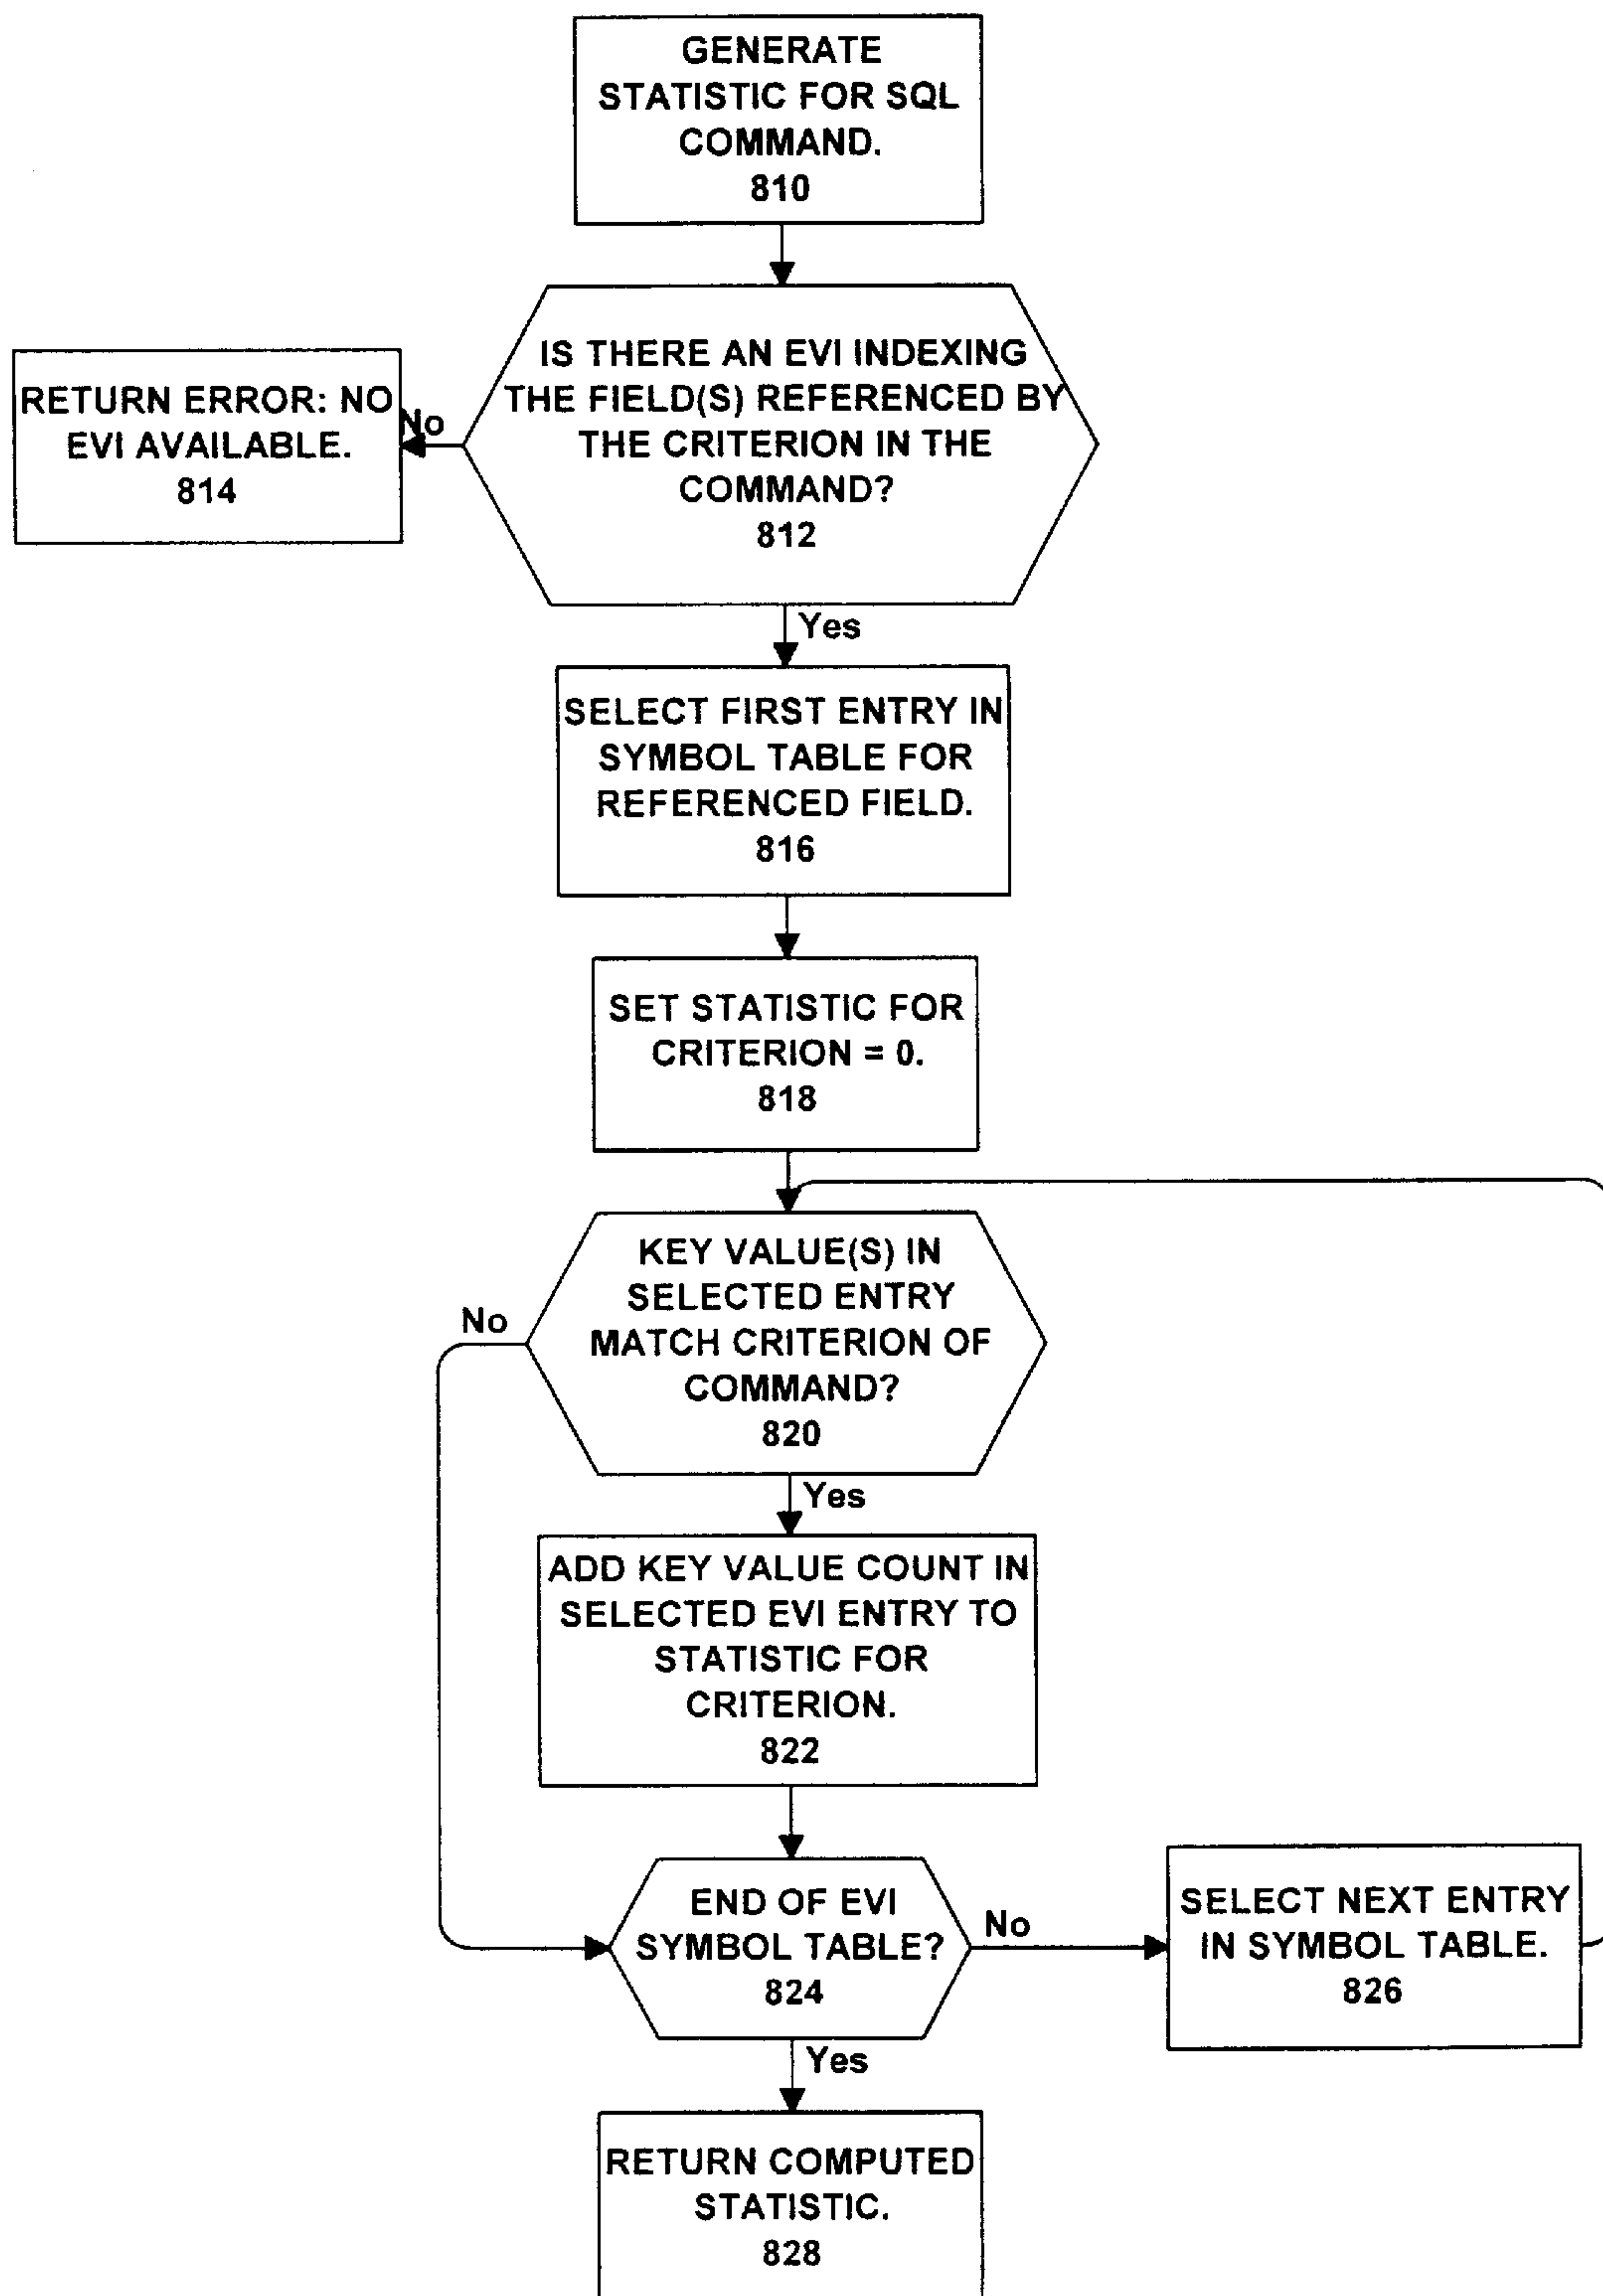 GENERATE
STATISTIC FOR SQL
COMMAND.
810
IS THERE AN EVI INDEXING
THE FIELD(S) REFERENCED BY
THE CRITERION IN THE
COMMAND?
812
No
RETURN ERROR: NO
EVI AVAILABLE.
814
Yes
SELECT FIRST ENTRY IN
SYMBOL TABLE FOR
REFERENCED FIELD.
816
SET STATISTIC FOR
CRITERION = 0.
818
KEY VALUE(S) IN
SELECTED ENTRY
MATCH CRITERION OF
COMMAND?
820
No
Yes
ADD KEY VALUE COUNT IN
SELECTED EVI ENTRY TO
STATISTIC FOR
CRITERION.
822
END OF EVI
SYMBOL TABLE?
824
No
SELECT NEXT ENTRY
IN SYMBOL TABLE.
826
Yes
RETURN COMPUTED
STATISTIC.
828